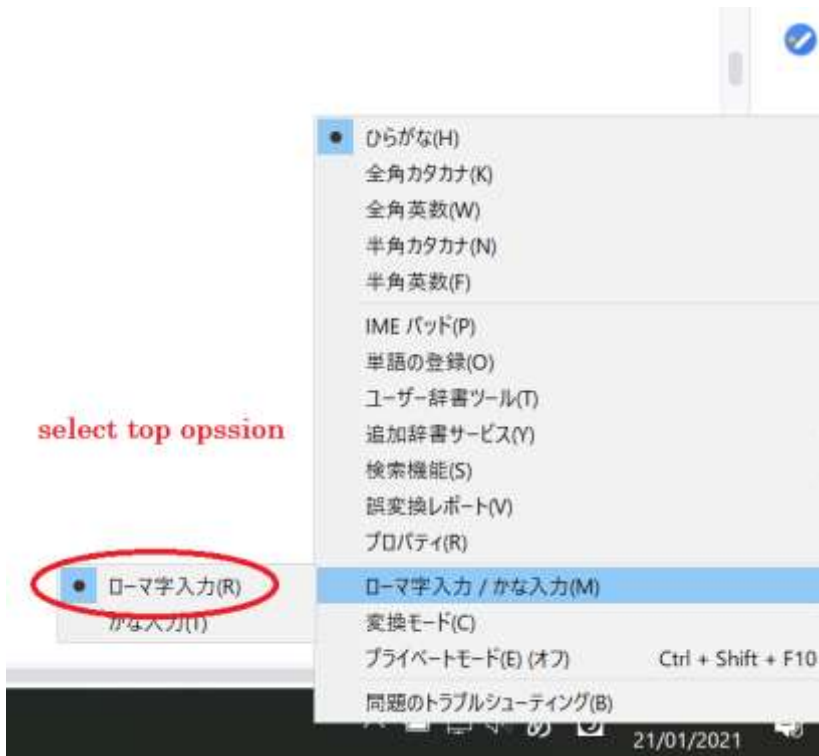 ひらがな(H)
全角カタカナ(K)
全角英数(W)
半角カタカナ(N)
半角英数(F)
IME パッド(P)
単語の登録(O)
ユーザー辞書ツール(T)
select top opssion
追加辞書サービス(Y)
検索機能(S)
誤変換レポート(V)
プロパティ(R)
ローマ字入力(R)
ローマ字入力 / かな入力(M)
かな入力(T)
変換モード(C)
プライベートモード(E) (オフ) Ctrl + Shift + F10
問題のトラブルシューティング(B)
あ
21/01/2021